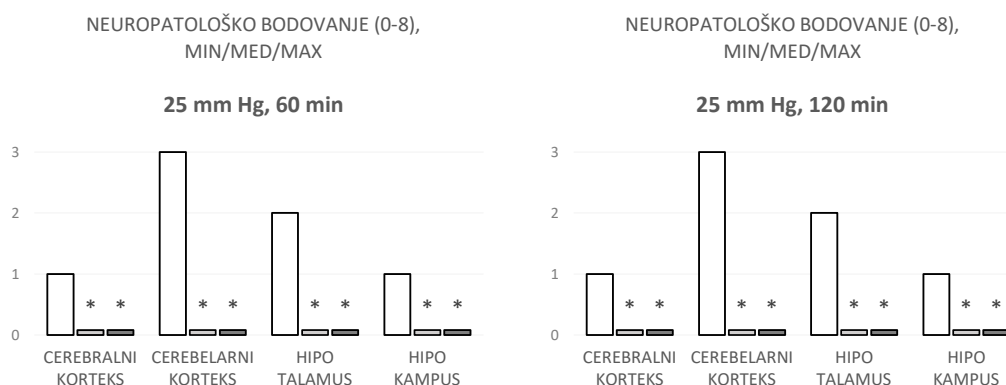 NEUROPATOLOŠKO BODOVANJE (0-8),
MIN/MED/MAX
25 mm Hg, 60 min
3
2
1
0
* * * * * * * *
CEREBRALNI CEREBELARNI HIPO HIPO
KORTEKS KORTEKS TALAMUS KAMPUS
NEUROPATOLOŠKO BODOVANJE (0-8),
MIN/MED/MAX
25 mm Hg, 120 min
3
2
1
0
* * * * * * * *
CEREBRALNI CEREBELARNI HIPO HIPO
KORTEKS KORTEKS TALAMUS KAMPUS